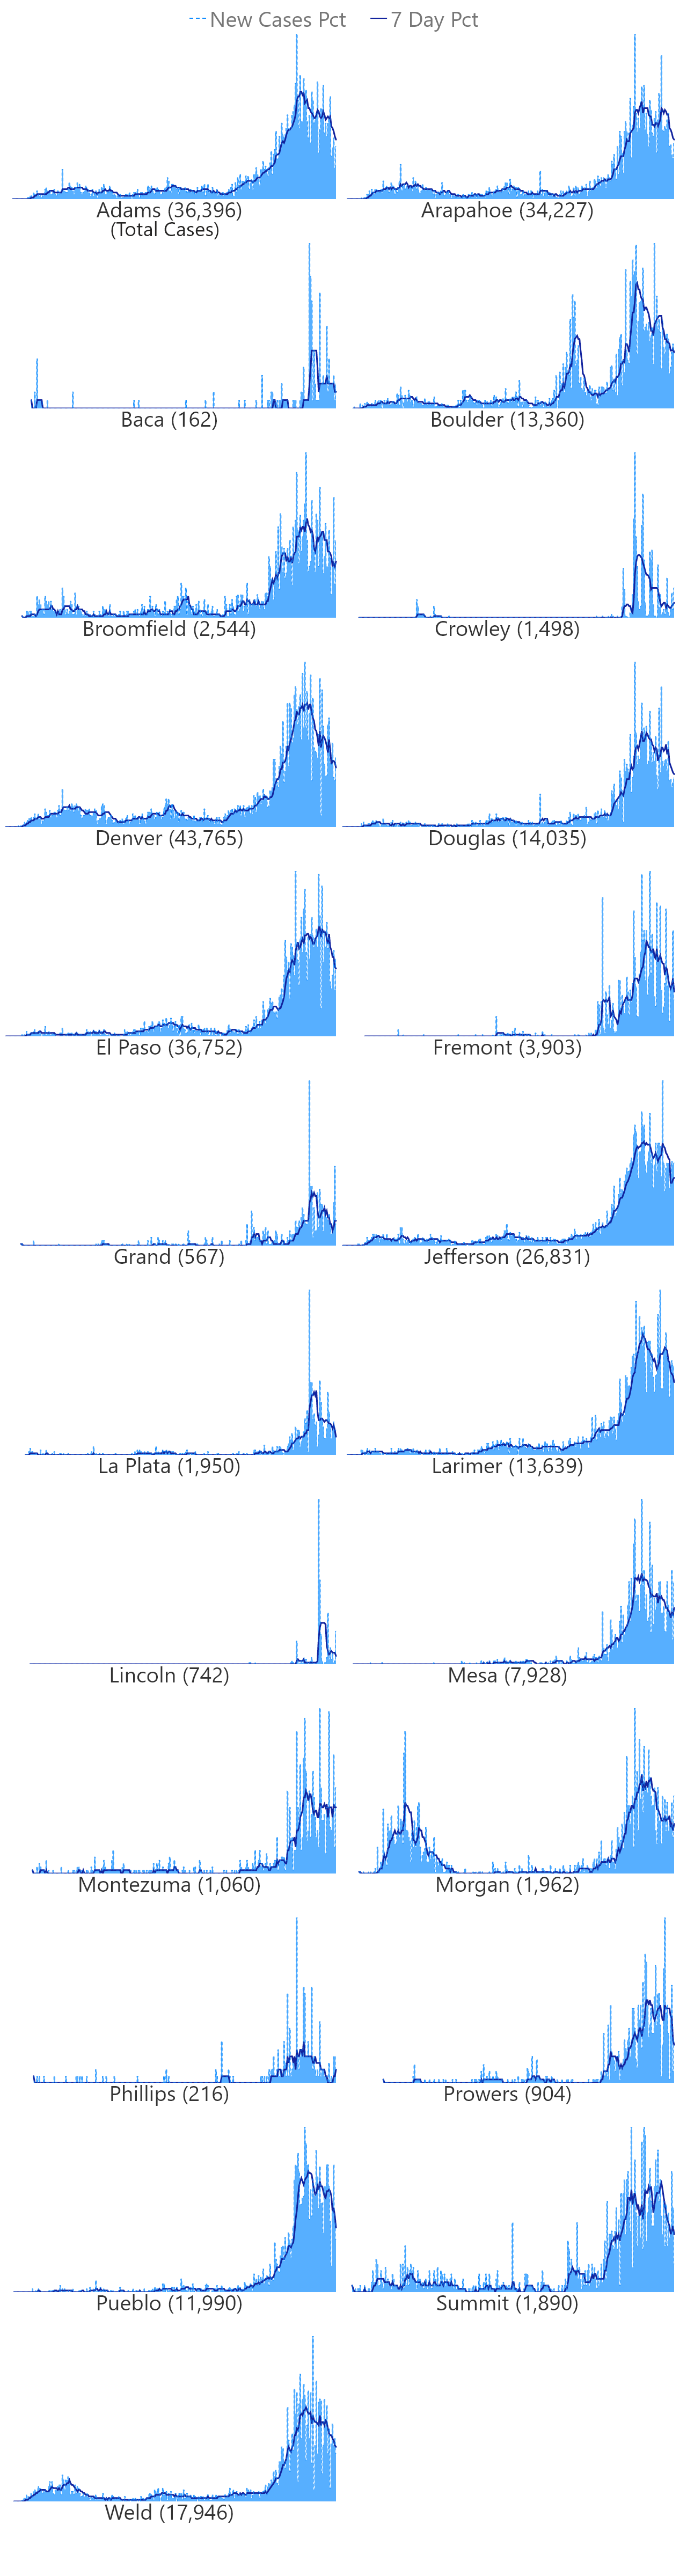 New Cases Pct 7 Day Pct
Adams (36,396) Arapahoe (34,227)
(Total Cases)
Baca (162) Boulder (13,360)
Broomfield (2,544) Crowley (1,498)
Denver (43,765) Douglas (14,035)
El Paso (36,752) Fremont (3,903)
Grand (567) Jefferson (26,831)
La Plata (1,950) Larimer (13,639)
Lincoln (742) Mesa (7,928)
Montezuma (1,060) Morgan (1,962)
Phillips (216) Prowers (904)
Pueblo (11,990) Summit (1,890)
Weld (17,946)